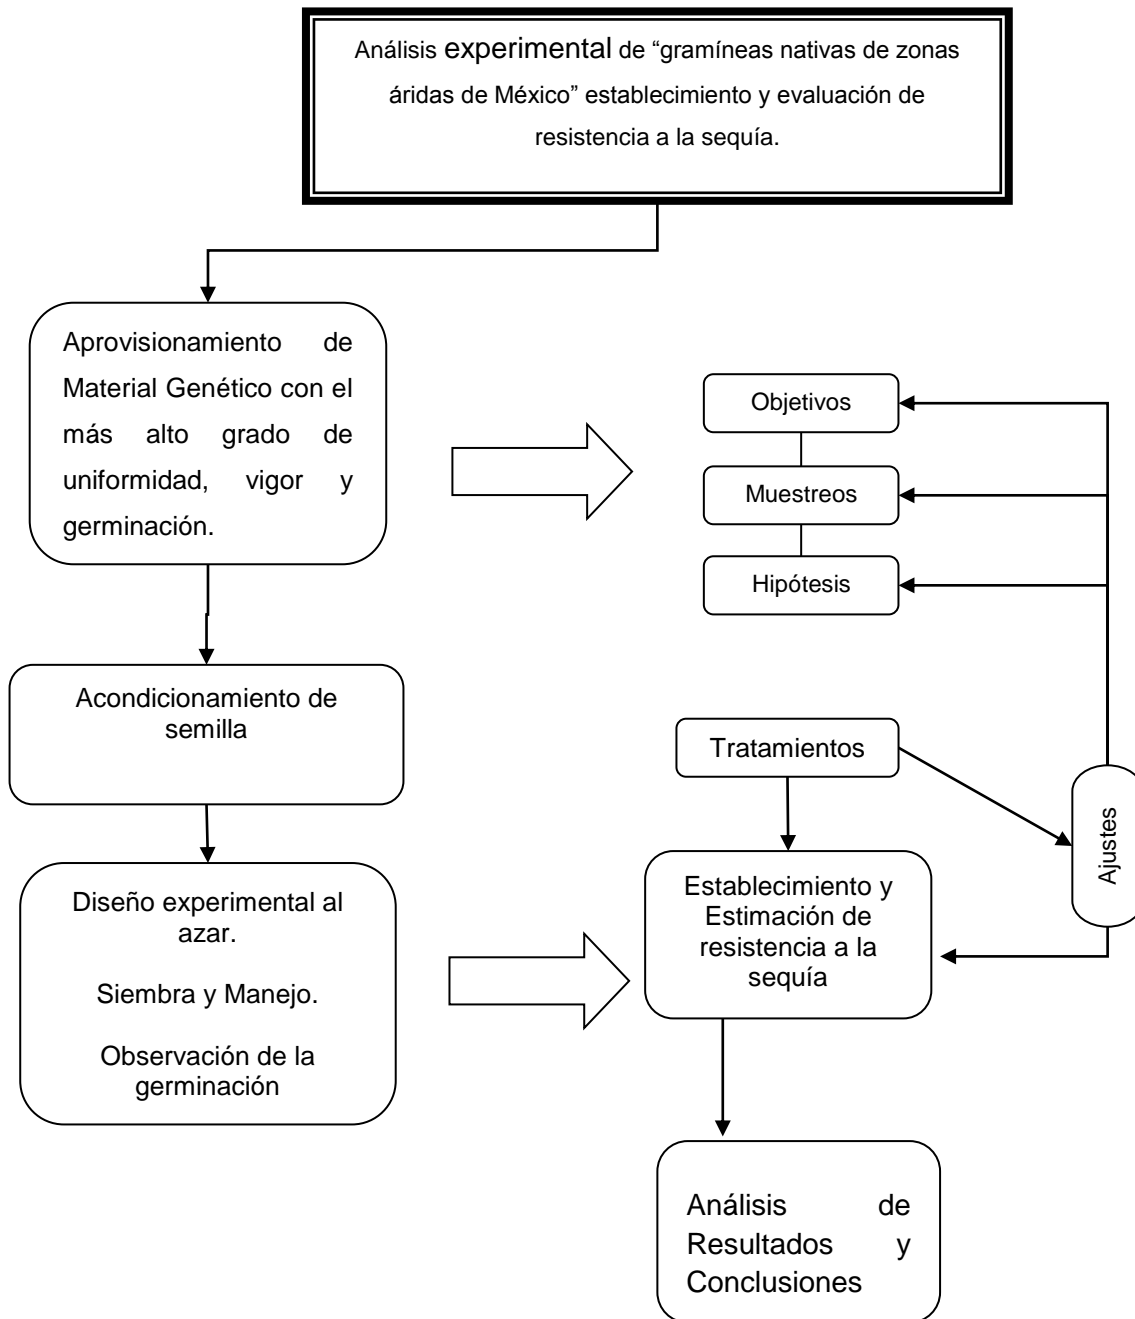 Análisis experimental de “gramíneas nativas de zonas
áridas de México” establecimiento y evaluación de
resistencia a la sequía.
Aprovisionamiento de
Material Genético con el
más alto grado de
uniformidad, vigor y
germinación.
Objetivos
Muestreos
Hipótesis
Acondicionamiento de
semilla
Tratamientos
Ajustes
Diseño experimental al
azar.
Siembra y Manejo.
Observación de la
germinación
Establecimiento y
Estimación de
resistencia a la
sequía
Análisis de
Resultados y
Conclusiones